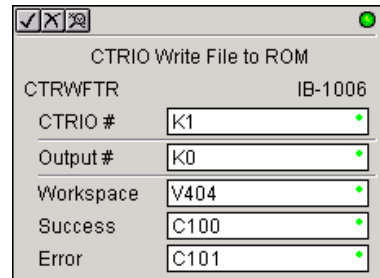 CTRIO Write File to ROM
CTRWFTR IB-1006
CTRIO # K1
Output # K0
Workspace V404
Success C100
Error C101